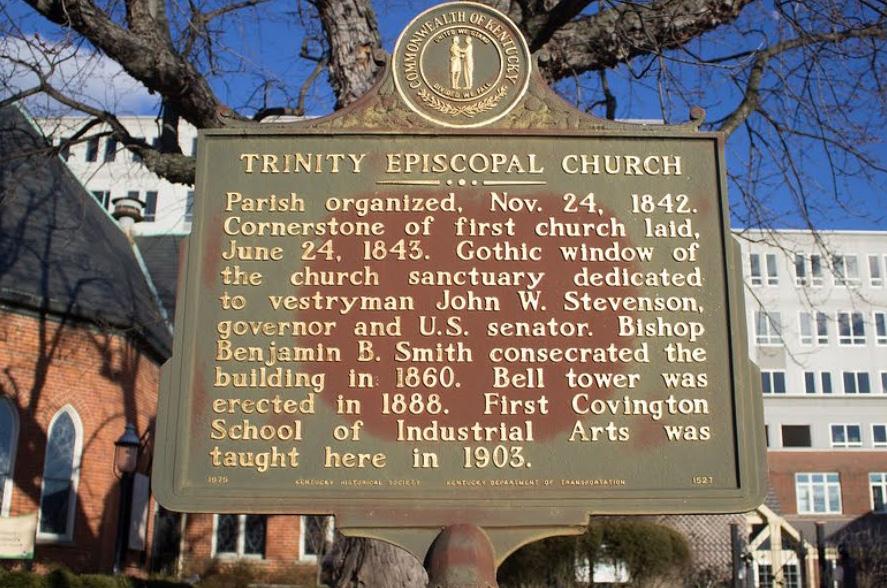 COMMONWEALTH OF KENTUCKY
UNITED WE STAND
DIVIDED WE FALL
TRINITY EPISCOPAL CHURCH
Parish organized, Nov. 24, 1842.
Cornerstone of first church laid,
June 24, 1843. Gothic window of
the church sanctuary dedicated
to vestryman John W. Stevenson,
governor and U.S. senator. Bishop
Benjamin B. Smith consecrated the
building in 1860. Bell tower was
erected in 1888. First Covington
School of Industrial Arts was
taught here in 1903.
1975 KENTUCKY HISTORICAL SOCIETY KENTUCKY DEPARTMENT OF TRANSPORTATION 1527